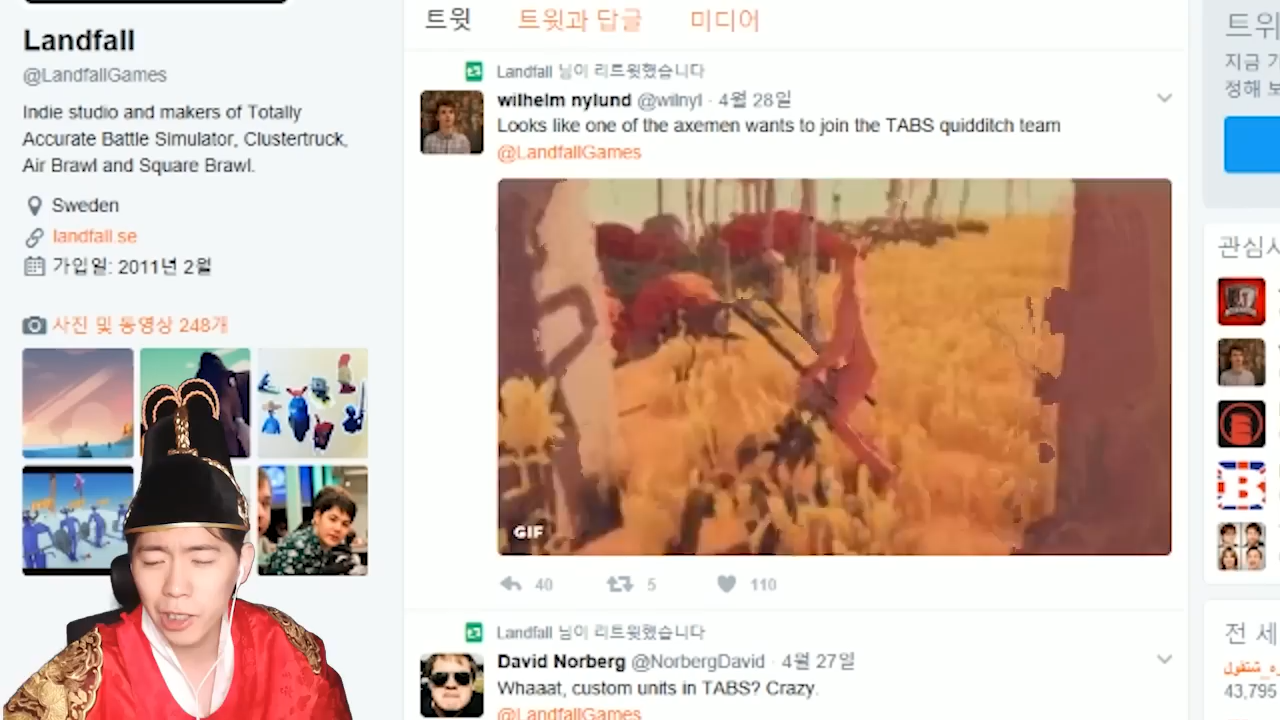 Landfall
@LandfallGames
Indie studio and makers of Totally
Accurate Battle Simulator, Clustertruck,
Air Brawl and Square Brawl.
Sweden
landfall.se
가입일: 2011년 2월
사진 및 동영상 248개
트윗 트윗과 답글 미디어
Landfall 님이 리트윗했습니다
wilhelm nylund @wilnyl · 4월 28일
Looks like one of the axemen wants to join the TABS quidditch team
@LandfallGames
GIF
40 5 110
Landfall 님이 리트윗했습니다
David Norberg @NorbergDavid · 4월 27일
Whaaat, custom units in TABS? Crazy.
@LandfallGames
트위
지금 가
정해 보
관심사
B
전 세
43,795